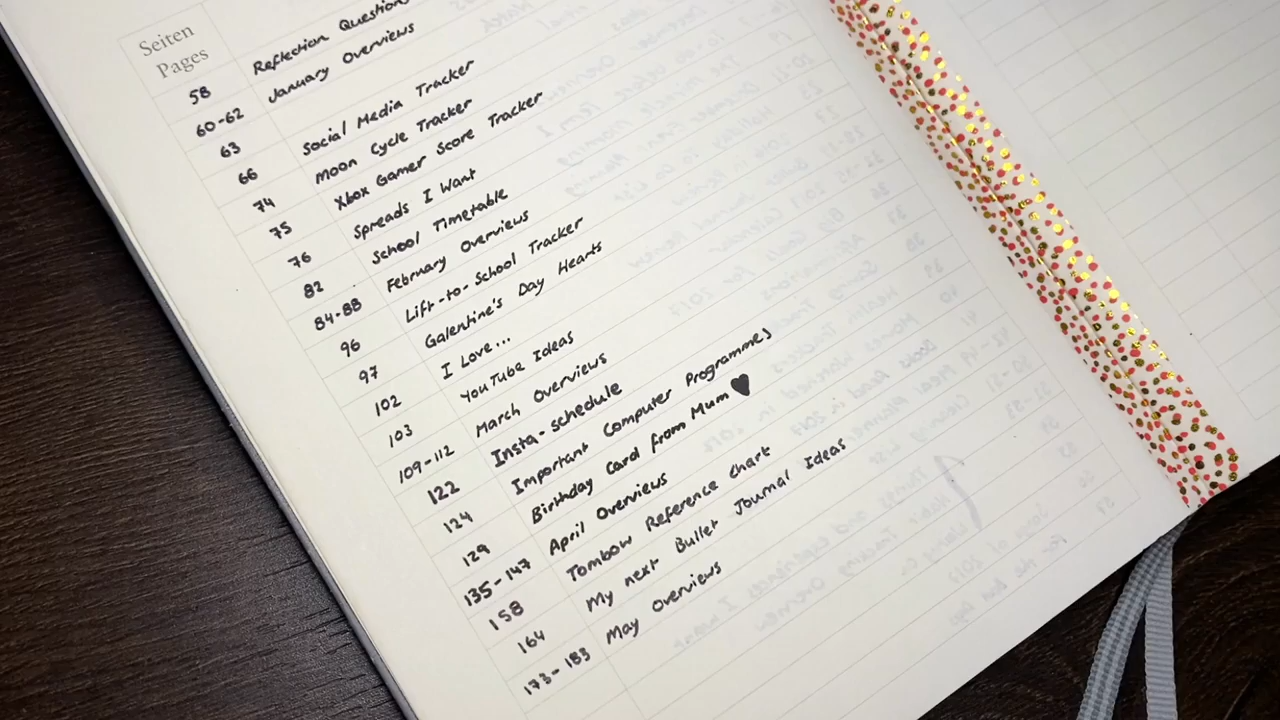 Seiten
Pages
58 Reflection Questions
60-62 January Overviews
63
66 Social Media Tracker
74 Moon Cycle Tracker
75 Xbox Gamer Score Tracker
76 Spreads I Want
82 School Timetable
84-88 February Overviews
96 Lift-to-School Tracker
97 Galentine's Day Hearts
102 I Love...
103 YouTube Ideas
109-112 March Overviews
122 Insta-schedule
124 Important Computer Programmes
129 Birthday Card from Mum ♥
135-147 April Overviews
158 Tombow Reference Chart
164 My next Bullet Journal Ideas
173-183 May Overviews